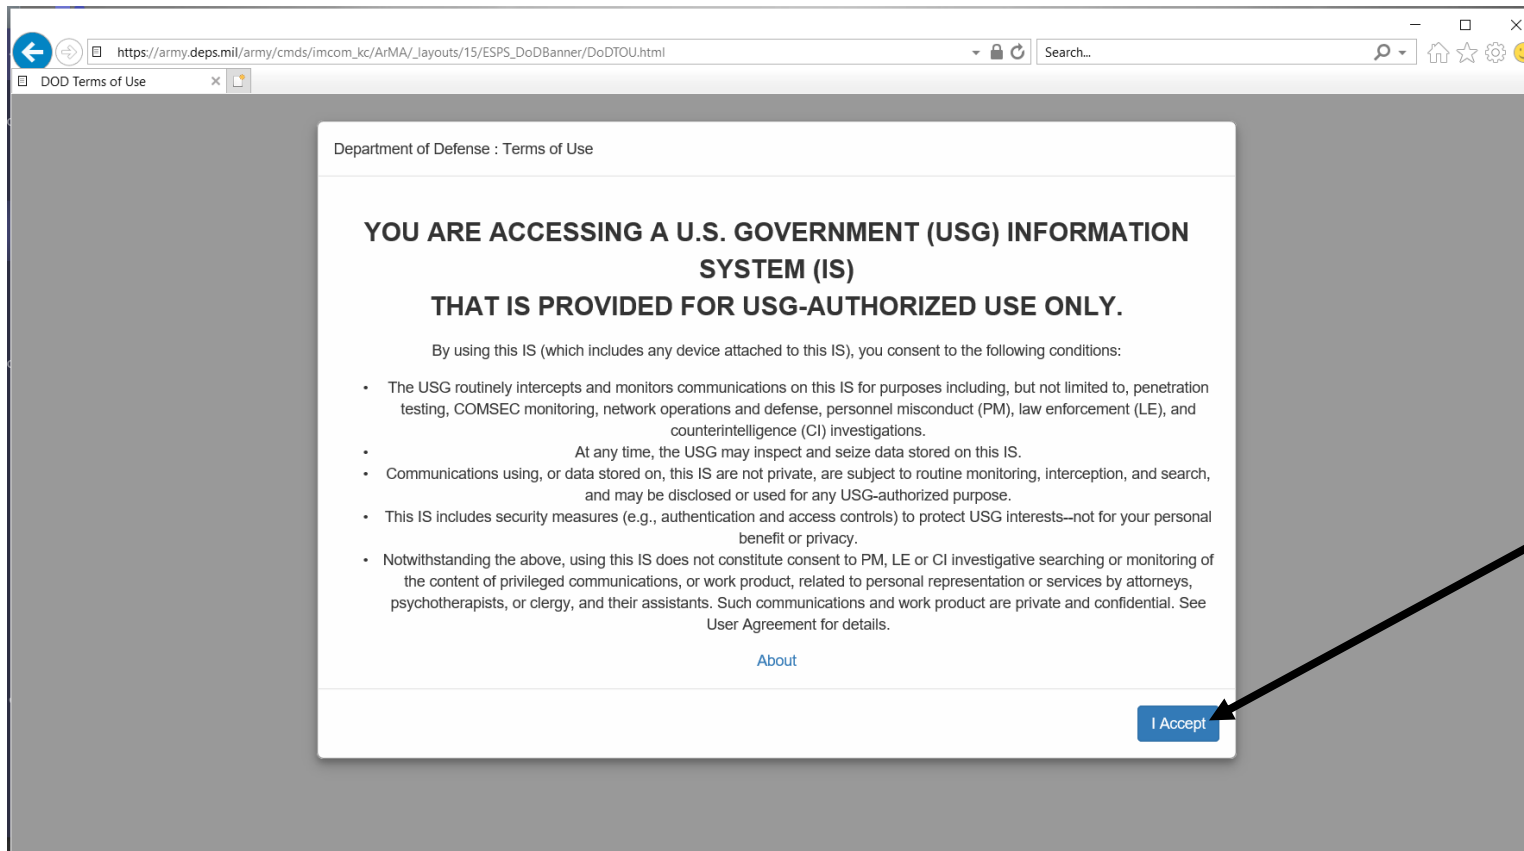 https://army.deps.mil/army/cmds/imcom_kc/ArMA/_layouts/15/ESPS_DoDBanner/DoDTOU.html
Search...
DOD Terms of Use
Department of Defense : Terms of Use
YOU ARE ACCESSING A U.S. GOVERNMENT (USG) INFORMATION
SYSTEM (IS)
THAT IS PROVIDED FOR USG-AUTHORIZED USE ONLY.
By using this IS (which includes any device attached to this IS), you consent to the following conditions:
• The USG routinely intercepts and monitors communications on this IS for purposes including, but not limited to, penetration
testing, COMSEC monitoring, network operations and defense, personnel misconduct (PM), law enforcement (LE), and
counterintelligence (CI) investigations.
• At any time, the USG may inspect and seize data stored on this IS.
• Communications using, or data stored on, this IS are not private, are subject to routine monitoring, interception, and search,
and may be disclosed or used for any USG-authorized purpose.
• This IS includes security measures (e.g., authentication and access controls) to protect USG interests--not for your personal
benefit or privacy.
• Notwithstanding the above, using this IS does not constitute consent to PM, LE or CI investigative searching or monitoring of
the content of privileged communications, or work product, related to personal representation or services by attorneys,
psychotherapists, or clergy, and their assistants. Such communications and work product are private and confidential. See
User Agreement for details.
About
I Accept